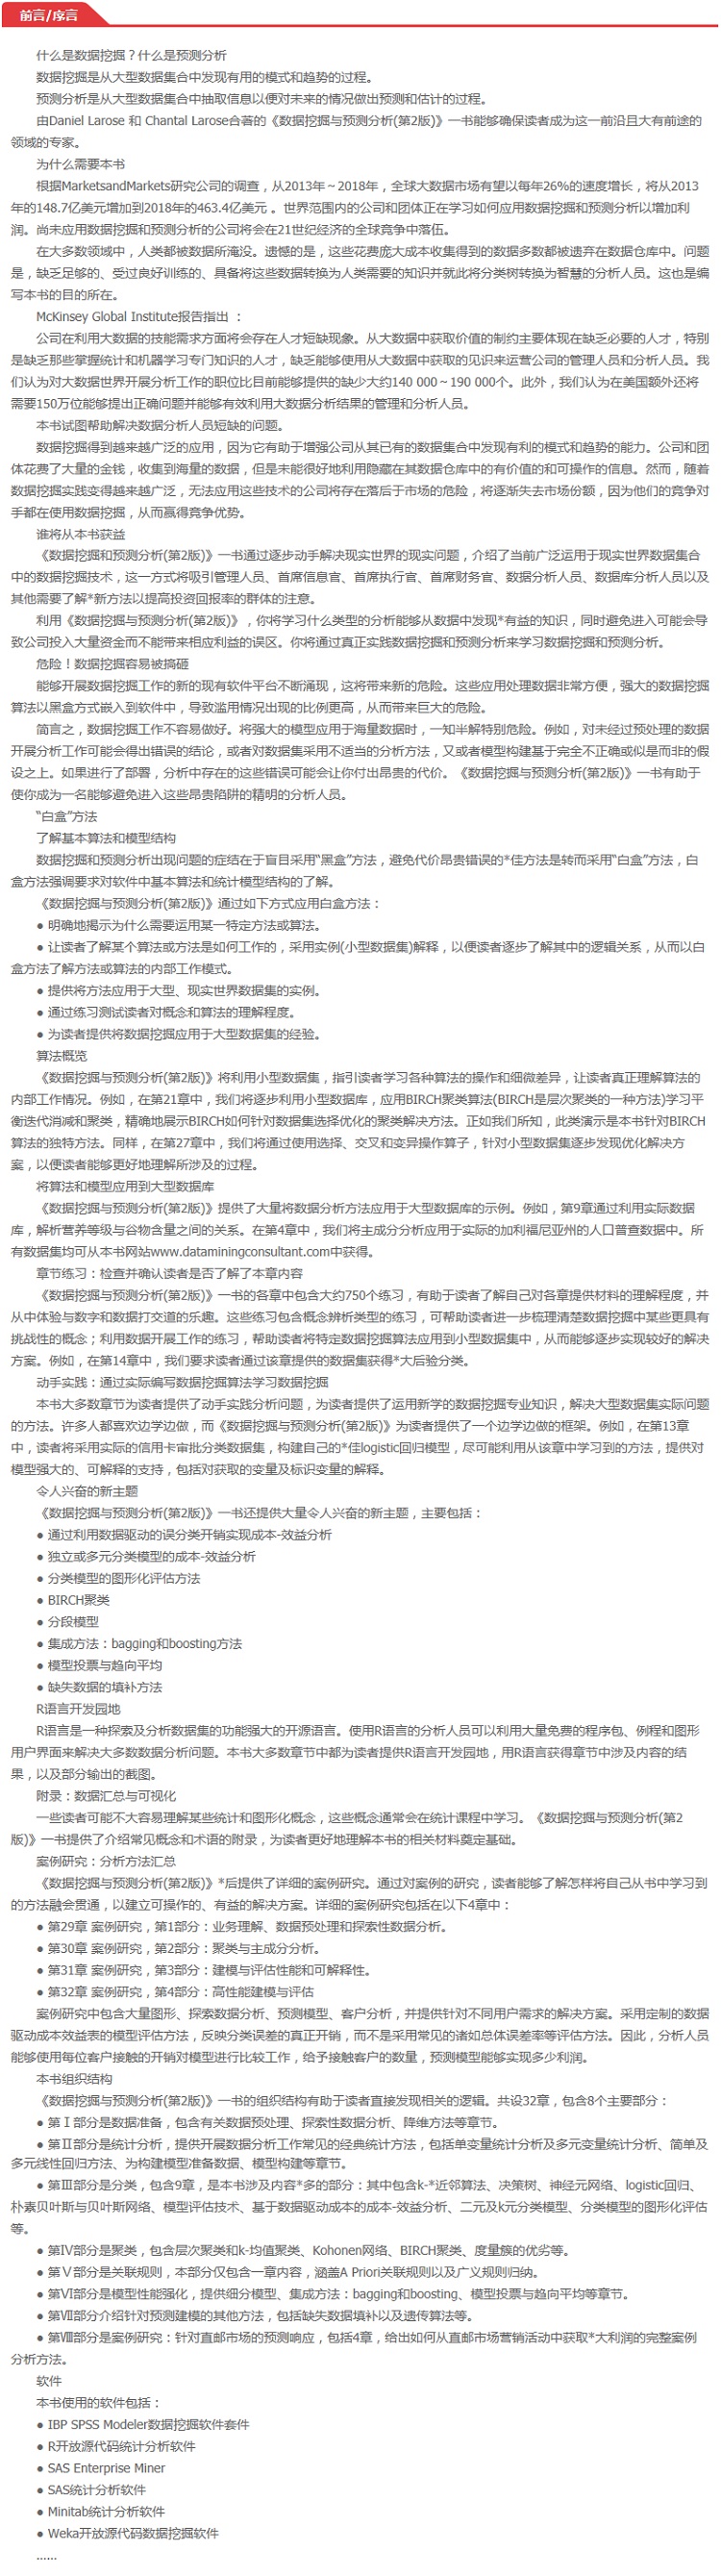 前言/序言
什么是数据挖掘？什么是预测分析
数据挖掘是从大型数据集合中发现有用的模式和趋势的过程。
预测分析是从大型数据集合中抽取信息以便对未来的情况做出预测和估计的过程。
由Daniel Larose 和 Chantal Larose合著的《数据挖掘与预测分析(第2版)》一书能够确保读者成为这一前沿且大有前途的
领域的专家。
为什么需要本书
根据MarketsandMarkets研究公司的调查，从2013年～2018年，全球大数据市场有望以每年26%的速度增长，将从2013
年的148.7亿美元增加到2018年的463.4亿美元 。世界范围内的公司和团体正在学习如何应用数据挖掘和预测分析以增加利
润。尚未应用数据挖掘和预测分析的公司将会在21世纪经济的全球竞争中落伍。
在大多数领域中，人类都被数据所淹没。遗憾的是，这些花费庞大成本收集得到的数据多数都被遗弃在数据仓库中。问题
是，缺乏足够的、受过良好训练的、具备将这些数据转换为人类需要的知识并就此将分类树转换为智慧的分析人员。这也是编
写本书的目的所在。
McKinsey Global Institute报告指出 ：
公司在利用大数据的技能需求方面将会存在人才短缺现象。从大数据中获取价值的制约主要体现在缺乏必要的人才，特别
是缺乏那些掌握统计和机器学习专门知识的人才，缺乏能够使用从大数据中获取的见识来运营公司的管理人员和分析人员。我
们认为对大数据世界开展分析工作的职位比目前能够提供的缺少大约140 000～190 000个。此外，我们认为在美国额外还将
需要150万位能够提出正确问题并能够有效利用大数据分析结果的管理和分析人员。
本书试图帮助解决数据分析人员短缺的问题。
数据挖掘得到越来越广泛的应用，因为它有助于增强公司从其已有的数据集合中发现有利的模式和趋势的能力。公司和团
体花费了大量的金钱，收集到海量的数据，但是未能很好地利用隐藏在其数据仓库中的有价值的和可操作的信息。然而，随着
数据挖掘实践变得越来越广泛，无法应用这些技术的公司将存在落后于市场的危险，将逐渐失去市场份额，因为他们的竞争对
手都在使用数据挖掘，从而赢得竞争优势。
谁将从本书获益
《数据挖掘和预测分析(第2版)》一书通过逐步动手解决现实世界的现实问题，介绍了当前广泛运用于现实世界数据集合
中的数据挖掘技术，这一方式将吸引管理人员、首席信息官、首席执行官、首席财务官、数据分析人员、数据库分析人员以及
其他需要了解*新方法以提高投资回报率的群体的注意。
利用《数据挖掘与预测分析(第2版)》，你将学习什么类型的分析能够从数据中发现*有益的知识，同时避免进入可能会导
致公司投入大量资金而不能带来相应利益的误区。你将通过真正实践数据挖掘和预测分析来学习数据挖掘和预测分析。
危险！数据挖掘容易被搞砸
能够开展数据挖掘工作的新的现有软件平台不断涌现，这将带来新的危险。这些应用处理数据非常方便，强大的数据挖掘
算法以黑盒方式嵌入到软件中，导致滥用情况出现的比例更高，从而带来巨大的危险。
简言之，数据挖掘工作不容易做好。将强大的模型应用于海量数据时，一知半解特别危险。例如，对未经过预处理的数据
开展分析工作可能会得出错误的结论，或者对数据集采用不适当的分析方法，又或者模型构建基于完全不正确或似是而非的假
设之上。如果进行了部署，分析中存在的这些错误可能会让你付出昂贵的代价。《数据挖掘与预测分析(第2版)》一书有助于
使你成为一名能够避免进入这些昂贵陷阱的精明的分析人员。
“白盒”方法
了解基本算法和模型结构
数据挖掘和预测分析出现问题的症结在于盲目采用“黑盒”方法，避免代价昂贵错误的*佳方法是转而采用“白盒”方法，白
盒方法强调要求对软件中基本算法和统计模型结构的了解。
《数据挖掘与预测分析(第2版)》通过如下方式应用白盒方法：
● 明确地揭示为什么需要运用某一特定方法或算法。
● 让读者了解某个算法或方法是如何工作的，采用实例(小型数据集)解释，以便读者逐步了解其中的逻辑关系，从而以白
盒方法了解方法或算法的内部工作模式。
● 提供将方法应用于大型、现实世界数据集的实例。
● 通过练习测试读者对概念和算法的理解程度。
● 为读者提供将数据挖掘应用于大型数据集的经验。
算法概览
《数据挖掘与预测分析(第2版)》将利用小型数据集，指引读者学习各种算法的操作和细微差异，让读者真正理解算法的
内部工作情况。例如，在第21章中，我们将逐步利用小型数据库，应用BIRCH聚类算法(BIRCH是层次聚类的一种方法)学习平
衡迭代消减和聚类，精确地展示BIRCH如何针对数据集选择优化的聚类解决方法。正如我们所知，此类演示是本书针对BIRCH
算法的独特方法。同样，在第27章中，我们将通过使用选择、交叉和变异操作算子，针对小型数据集逐步发现优化解决方
案，以便读者能够更好地理解所涉及的过程。
将算法和模型应用到大型数据库
《数据挖掘与预测分析(第2版)》提供了大量将数据分析方法应用于大型数据库的示例。例如，第9章通过利用实际数据
库，解析营养等级与谷物含量之间的关系。在第4章中，我们将主成分分析应用于实际的加利福尼亚州的人口普查数据中。所
有数据集均可从本书网站www.dataminingconsultant.com中获得。
章节练习：检查并确认读者是否了解了本章内容
《数据挖掘与预测分析(第2版)》一书的各章中包含大约750个练习，有助于读者了解自己对各章提供材料的理解程度，并
从中体验与数字和数据打交道的乐趣。这些练习包含概念辨析类型的练习，可帮助读者进一步梳理清楚数据挖掘中某些更具有
挑战性的概念；利用数据开展工作的练习，帮助读者将特定数据挖掘算法应用到小型数据集中，从而能够逐步实现较好的解决
方案。例如，在第14章中，我们要求读者通过该章提供的数据集获得*大后验分类。
动手实践：通过实际编写数据挖掘算法学习数据挖掘
本书大多数章节为读者提供了动手实践分析问题，为读者提供了运用新学的数据挖掘专业知识，解决大型数据集实际问题
的方法。许多人都喜欢边学边做，而《数据挖掘与预测分析(第2版)》为读者提供了一个边学边做的框架。例如，在第13章
中，读者将采用实际的信用卡审批分类数据集，构建自己的*佳logistic回归模型，尽可能利用从该章中学习到的方法，提供对
模型强大的、可解释的支持，包括对获取的变量及标识变量的解释。
令人兴奋的新主题
《数据挖掘与预测分析(第2版)》一书还提供大量令人兴奋的新主题，主要包括：
● 通过利用数据驱动的误分类开销实现成本-效益分析
● 独立或多元分类模型的成本-效益分析
● 分类模型的图形化评估方法
● BIRCH聚类
● 分段模型
● 集成方法：bagging和boosting方法
● 模型投票与趋向平均
● 缺失数据的填补方法
R语言开发园地
R语言是一种探索及分析数据集的功能强大的开源语言。使用R语言的分析人员可以利用大量免费的程序包、例程和图形
用户界面来解决大多数数据分析问题。本书大多数章节中都为读者提供R语言开发园地，用R语言获得章节中涉及内容的结
果，以及部分输出的截图。
附录：数据汇总与可视化
一些读者可能不大容易理解某些统计和图形化概念，这些概念通常会在统计课程中学习。《数据挖掘与预测分析(第2
版)》一书提供了介绍常见概念和术语的附录，为读者更好地理解本书的相关材料奠定基础。
案例研究：分析方法汇总
《数据挖掘与预测分析(第2版)》*后提供了详细的案例研究。通过对案例的研究，读者能够了解怎样将自己从书中学习到
的方法融会贯通，以建立可操作的、有益的解决方案。详细的案例研究包括在以下4章中：
● 第29章 案例研究，第1部分：业务理解、数据预处理和探索性数据分析。
● 第30章 案例研究，第2部分：聚类与主成分分析。
● 第31章 案例研究，第3部分：建模与评估性能和可解释性。
● 第32章 案例研究，第4部分：高性能建模与评估
案例研究中包含大量图形、探索数据分析、预测模型、客户分析，并提供针对不同用户需求的解决方案。采用定制的数据
驱动成本效益表的模型评估方法，反映分类误差的真正开销，而不是采用常见的诸如总体误差率等评估方法。因此，分析人员
能够使用每位客户接触的开销对模型进行比较工作，给予接触客户的数量，预测模型能够实现多少利润。
本书组织结构
《数据挖掘与预测分析(第2版)》一书的组织结构有助于读者直接发现相关的逻辑。共设32章，包含8个主要部分：
● 第Ⅰ部分是数据准备，包含有关数据预处理、探索性数据分析、降维方法等章节。
● 第Ⅱ部分是统计分析，提供开展数据分析工作常见的经典统计方法，包括单变量统计分析及多元变量统计分析、简单及
多元线性回归方法、为构建模型准备数据、模型构建等章节。
● 第Ⅲ部分是分类，包含9章，是本书涉及内容*多的部分：其中包含k-*近邻算法、决策树、神经元网络、logistic回归、
朴素贝叶斯与贝叶斯网络、模型评估技术、基于数据驱动成本的成本-效益分析、二元及k元分类模型、分类模型的图形化评估
等。
● 第Ⅳ部分是聚类，包含层次聚类和k-均值聚类、Kohonen网络、BIRCH聚类、度量簇的优劣等。
● 第Ⅴ部分是关联规则，本部分仅包含一章内容，涵盖A Priori关联规则以及广义规则归纳。
● 第Ⅵ部分是模型性能强化，提供细分模型、集成方法：bagging和boosting、模型投票与趋向平均等章节。
● 第Ⅶ部分介绍针对预测建模的其他方法，包括缺失数据填补以及遗传算法等。
● 第Ⅷ部分是案例研究：针对直邮市场的预测响应，包括4章，给出如何从直邮市场营销活动中获取*大利润的完整案例
分析方法。
软件
本书使用的软件包括：
● IBP SPSS Modeler数据挖掘软件套件
● R开放源代码统计分析软件
● SAS Enterprise Miner
● SAS统计分析软件
● Minitab统计分析软件
● Weka开放源代码数据挖掘软件
……